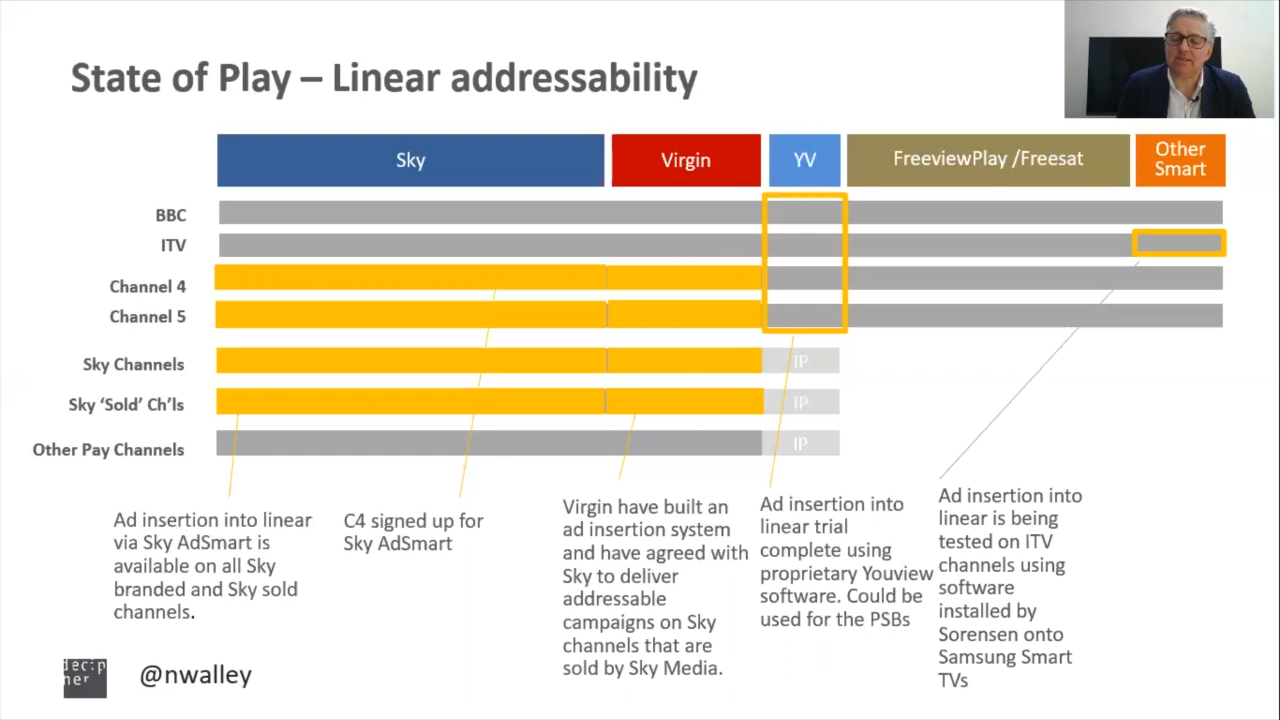 State of Play – Linear addressability
Sky
Virgin
YV
FreeviewPlay /Freesat
Other
Smart
BBC
ITV
Channel 4
Channel 5
Sky Channels
IP
Sky ‘Sold’ Ch’ls
IP
Other Pay Channels
IP
Ad insertion into linear
via Sky AdSmart is
available on all Sky
branded and Sky sold
channels.
C4 signed up for
Sky AdSmart
Virgin have built an
ad insertion system
and have agreed with
Sky to deliver
addressable
campaigns on Sky
channels that are
sold by Sky Media.
Ad insertion into
linear trial
complete using
proprietary Youview
software. Could be
used for the PSBs
Ad insertion into
linear is being
tested on ITV
channels using
software
installed by
Sorensen onto
Samsung Smart
TVs
dec:p
her
@nwalley